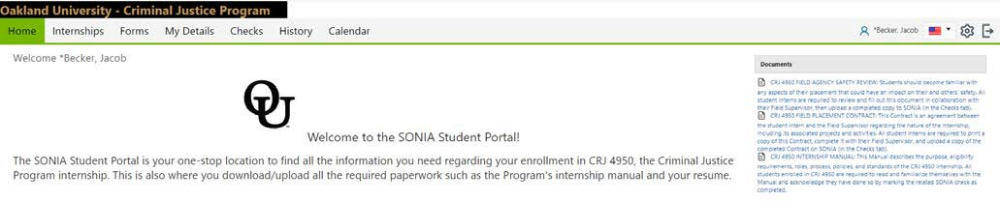 Oakland University - Criminal Justice Program
Home Internships Forms My Details Checks History Calendar *Becker, Jacob
Welcome *Becker, Jacob
OU
Welcome to the SONIA Student Portal!
The SONIA Student Portal is your one-stop location to find all the information you need regarding your enrollment in CRJ 4950, the Criminal Justice
Program internship. This is also where you download/upload all the required paperwork such as the Program's internship manual and your resume.
Documents
CRJ 4950 FIELD AGENCY SAFETY REVIEW: Students should become familiar with
any aspects of their placement that could have an impact on their and others' safety. All
student interns are required to review and fill out this document in collaboration with
their Field Supervisor, then upload a completed copy to SONIA (in the Checks tab).
CRJ 4950 FIELD PLACEMENT CONTRACT: This Contract is an agreement between
the student intern and the Field Supervisor regarding the nature of the internship,
including its associated projects and activities. All student interns are required to print a
copy of this Contract, complete it with their Field Supervisor, and upload a copy of the
completed Contract on SONIA (in the Checks tab).
CRJ 4950 INTERNSHIP MANUAL: This Manual describes the purpose, eligibility
requirements, roles, process, policies, and standards of the CRJ 4950 internship. All
students enrolled in CRJ 4950 are required to read and familiarize themselves with the
Manual and acknowledge they have done so by marking the related SONIA check as
completed.